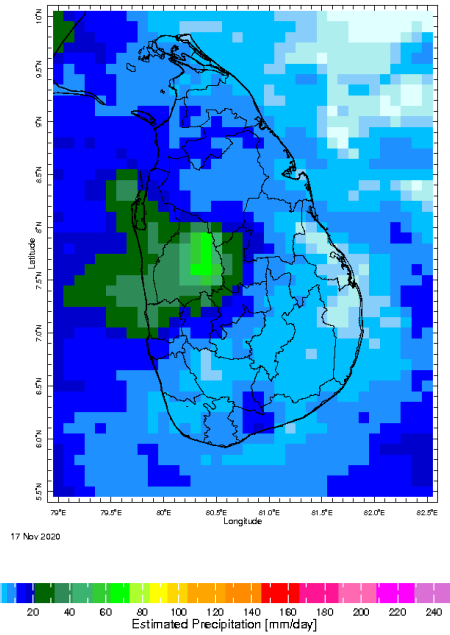 10°N
9.5°N
9°N
8.5°N
8°N
7.5°N
7.0°N
6.5°N
6.0°N
5.5°N
Latitude
79°E 79.5°E 80°E 80.5°E 81°E 81.5°E 82.0°E 82.5°E
Longitude
17 Nov 2020
20 40 60 80 100 120 140 160 180 200 220 240
Estimated Precipitation [mm/day]